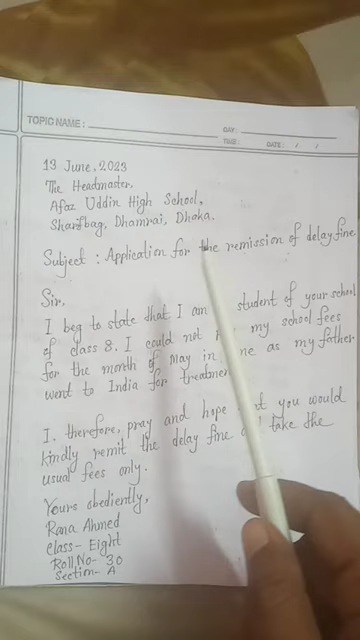 TOPIC NAME :
DAY :
TIME :
DATE : / /
13 June, 2023
The Headmaster,
Afaz Uddin High School,
Sharifbag, Dhamrai, Dhaka.
Subject : Application for the remission of delay fine
Sir,
I beg to state that I am student of your school
of class 8. I could not my school fees
for the month of May in as my father
went to India for
I, therefore, pray and hope you would
kindly remit the delay fine take the
usual fees only.
Yours obediently,
Rana Ahmed
Class- Eight
Roll No- 30
Section- A